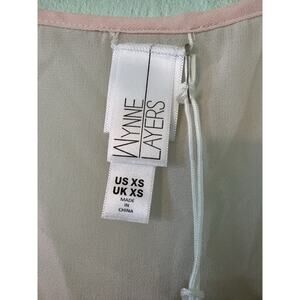 WYNNE
LAYERS
US XS
UK XS
MADE
IN
CHINA